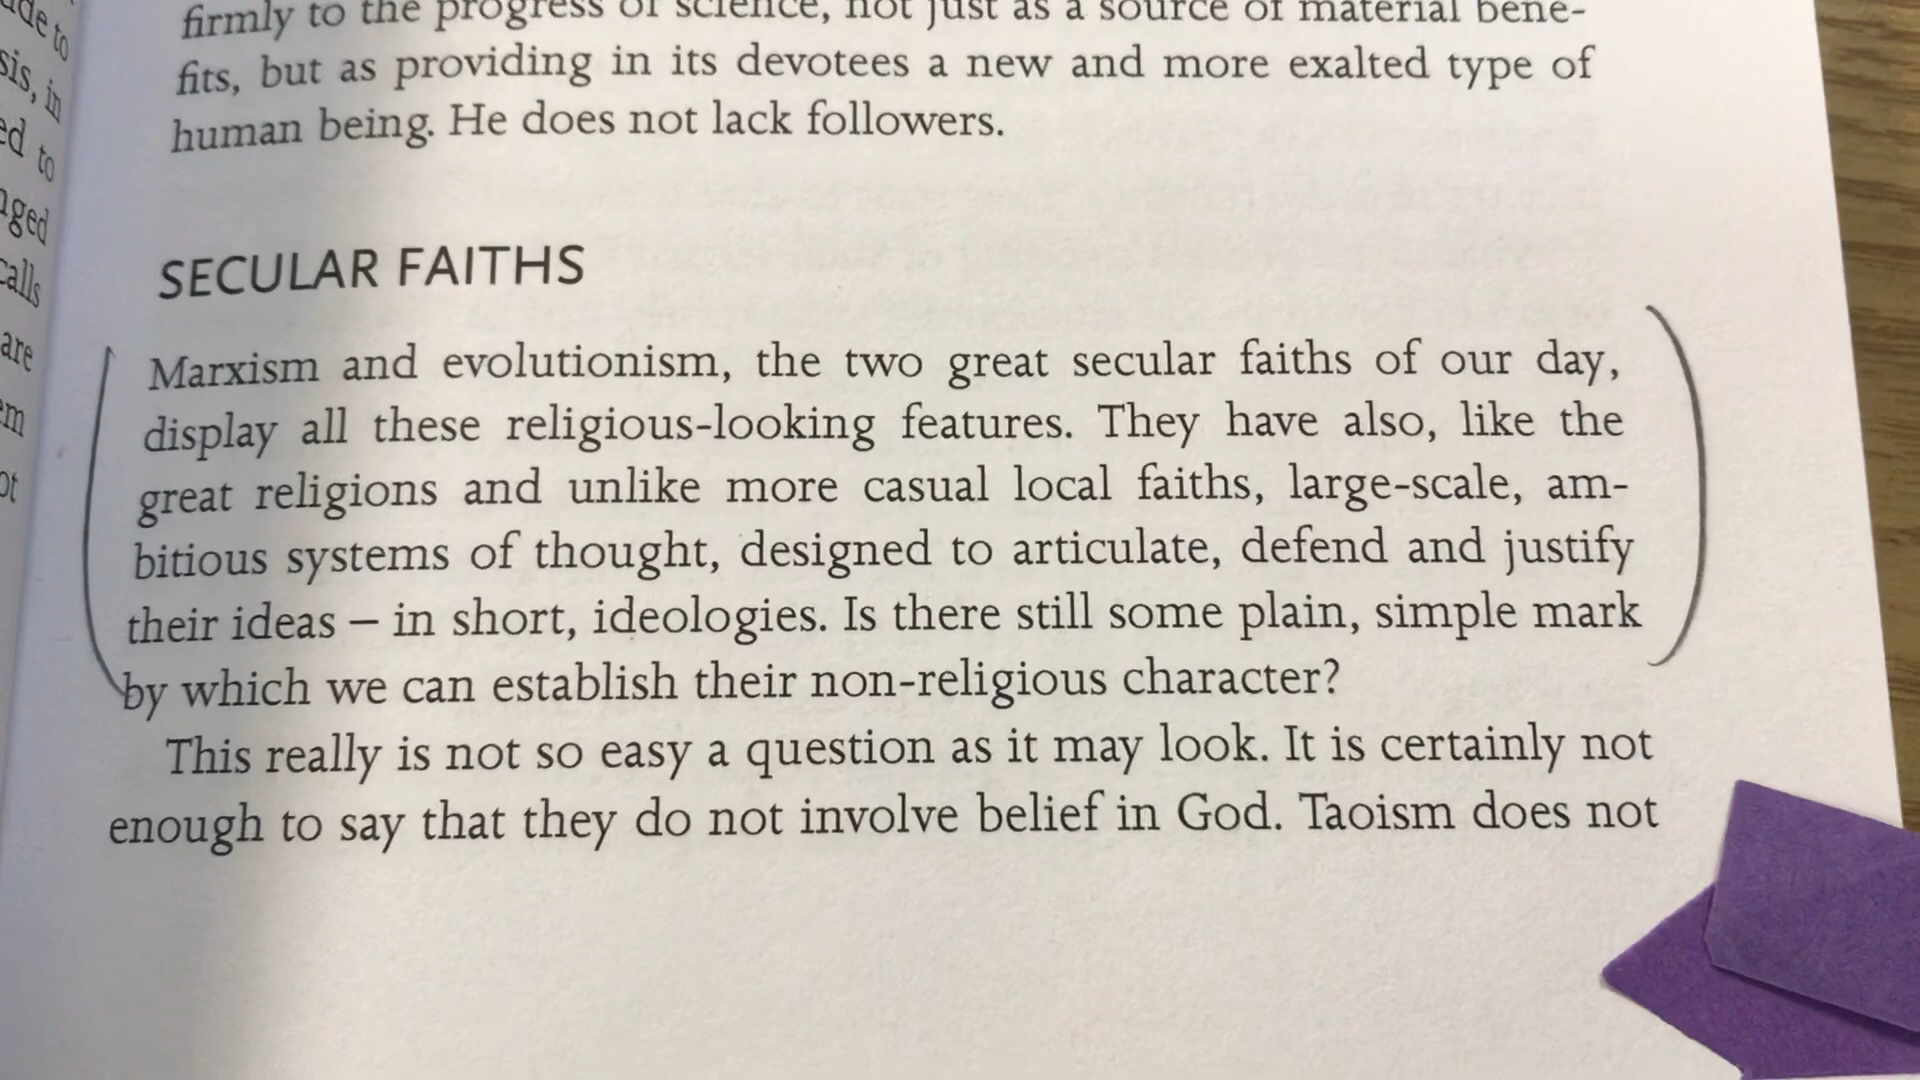 firmly to the progress of science, not just as a source of material bene-
fits, but as providing in its devotees a new and more exalted type of
human being. He does not lack followers.
SECULAR FAITHS
Marxism and evolutionism, the two great secular faiths of our day,
display all these religious-looking features. They have also, like the
great religions and unlike more casual local faiths, large-scale, am-
bitious systems of thought, designed to articulate, defend and justify
their ideas – in short, ideologies. Is there still some plain, simple mark
by which we can establish their non-religious character?
This really is not so easy a question as it may look. It is certainly not
enough to say that they do not involve belief in God. Taoism does not